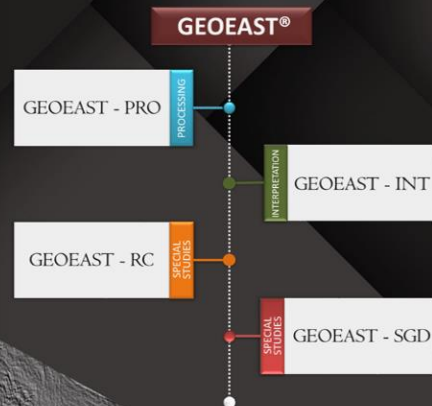 GEOEAST®
GEOEAST - PRO
PROCESSING
INTERPRETATION
GEOEAST - INT
GEOEAST - RC
SPECIAL
STUDIES
SPECIAL
STUDIES
GEOEAST - SGD